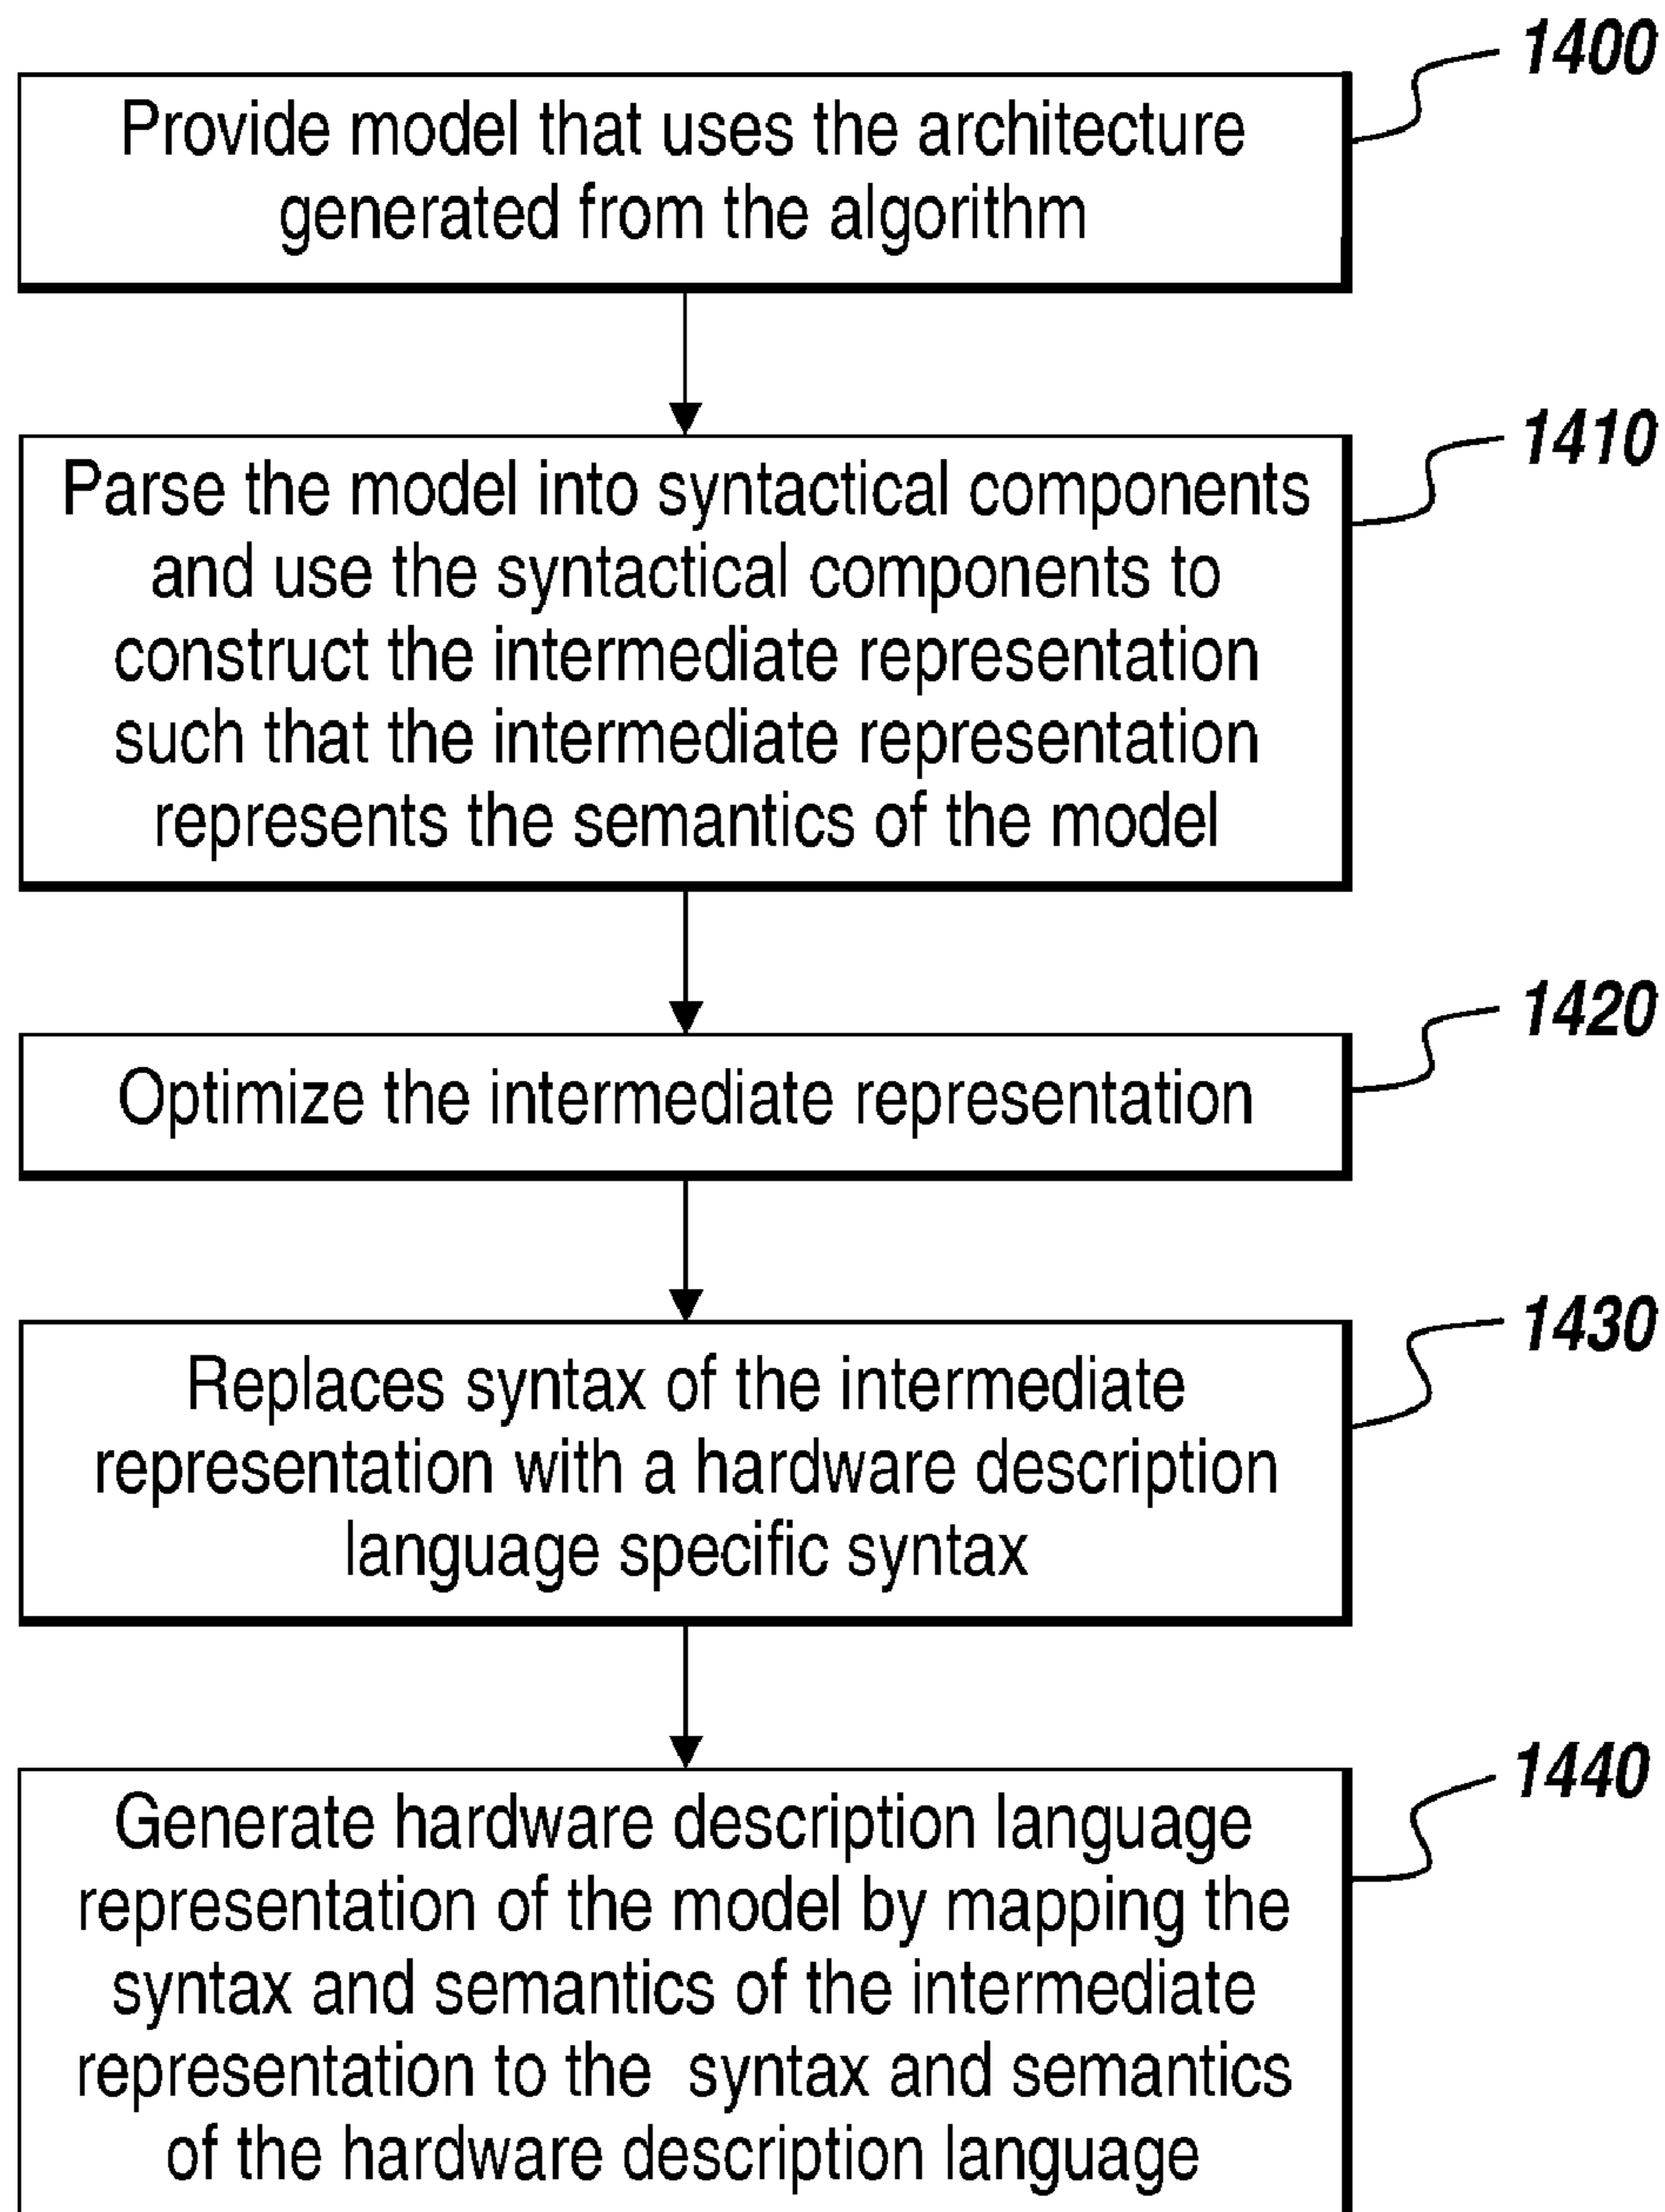 1400
Provide model that uses the architecture
generated from the algorithm
1410
Parse the model into syntactical components
and use the syntactical components to
construct the intermediate representation
such that the intermediate representation
represents the semantics of the model
1420
Optimize the intermediate representation
1430
Replaces syntax of the intermediate
representation with a hardware description
language specific syntax
1440
Generate hardware description language
representation of the model by mapping the
syntax and semantics of the intermediate
representation to the syntax and semantics
of the hardware description language